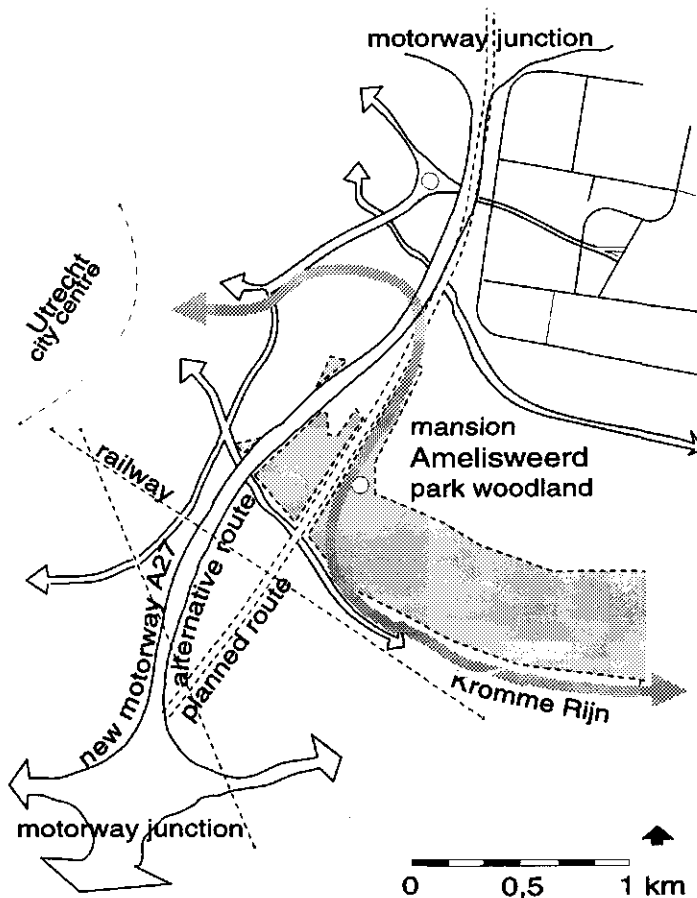 motorway junction
Utrecht
city centre
mansion
Amelisweerd
park woodland
railway
new motorway A27
alternative route
planned route
Kromme Rijn
motorway junction
0 0,5 1 km